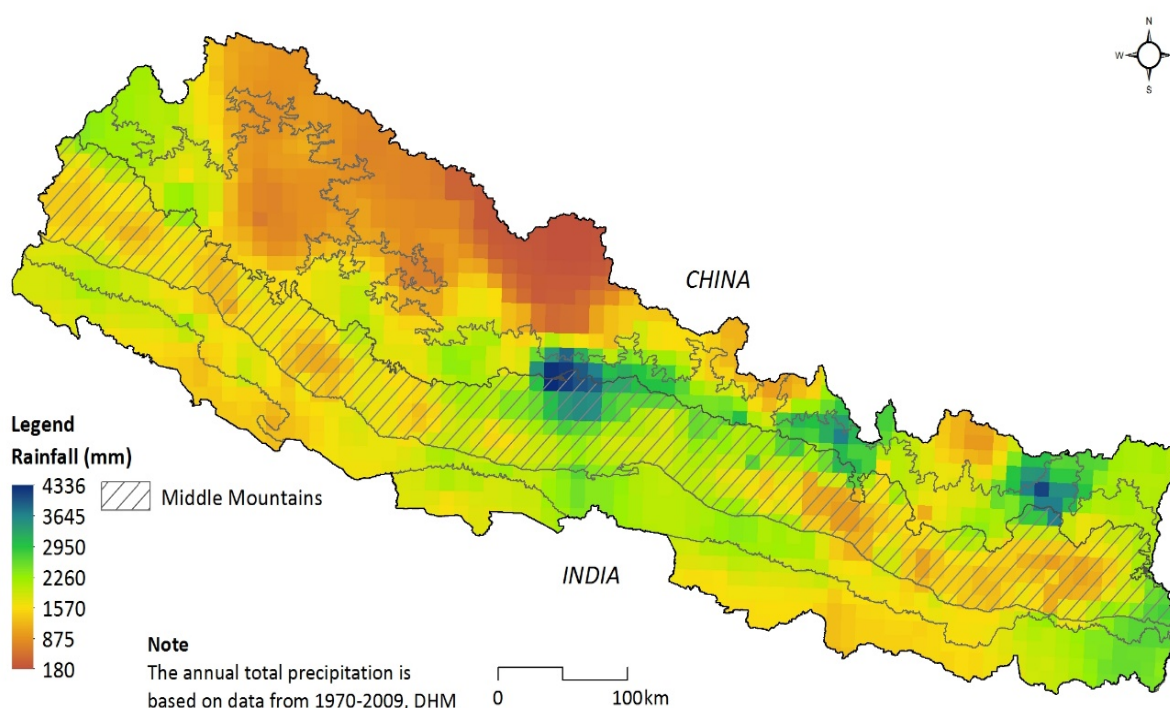 N
W
E
S
CHINA
INDIA
Legend
Rainfall (mm)
4336
3645
2950
2260
1570
875
180
Middle Mountains
Note
The annual total precipitation is
based on data from 1970-2009, DHM
0 100km